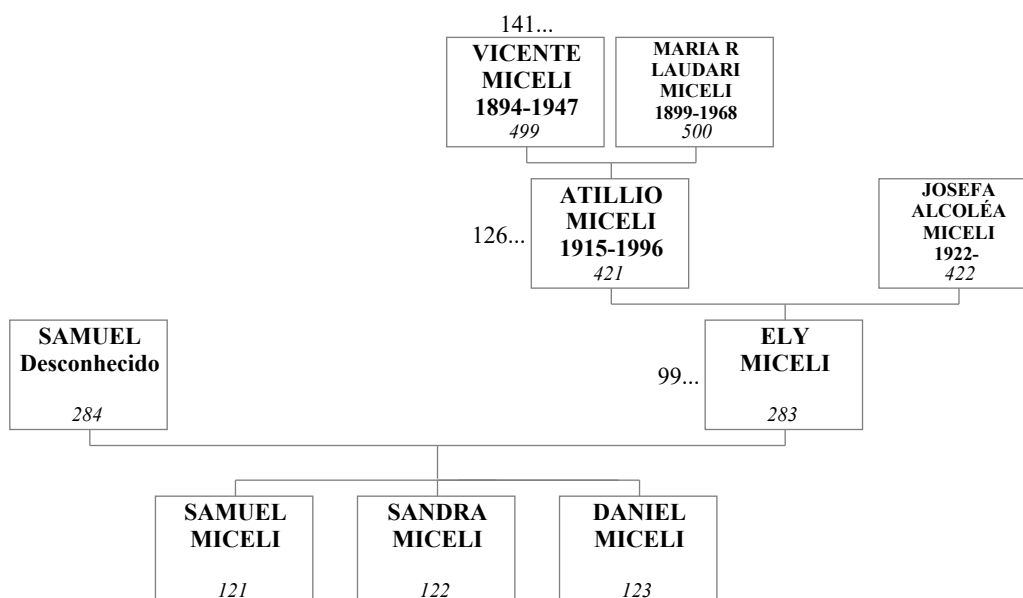 141...
VICENTE
MICELI
1894-1947
499
MARIA R
LAUDARI
MICELI
1899-1968
500
126...
ATILLIO
MICELI
1915-1996
421
JOSEFA
ALCOLÉA
MICELI
1922-
422
SAMUEL
Desconhecido
284
99...
ELY
MICELI
283
SAMUEL
MICELI
121
SANDRA
MICELI
122
DANIEL
MICELI
123